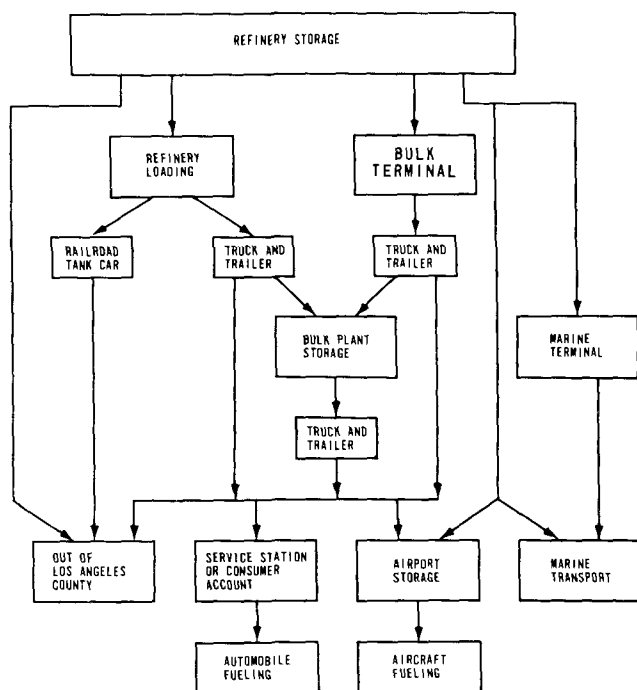 REFINERY STORAGE
REFINERY
LOADING
BULK
TERMINAL
RAILROAD
TANK CAR
TRUCK AND
TRAILER
TRUCK AND
TRAILER
BULK PLANT
STORAGE
MARINE
TERMINAL
TRUCK AND
TRAILER
OUT OF
LOS ANGELES
COUNTY
SERVICE STATION
OR CONSUMER
ACCOUNT
AIRPORT
STORAGE
MARINE
TRANSPORT
AUTOMOBILE
FUELING
AIRCRAFT
FUELING